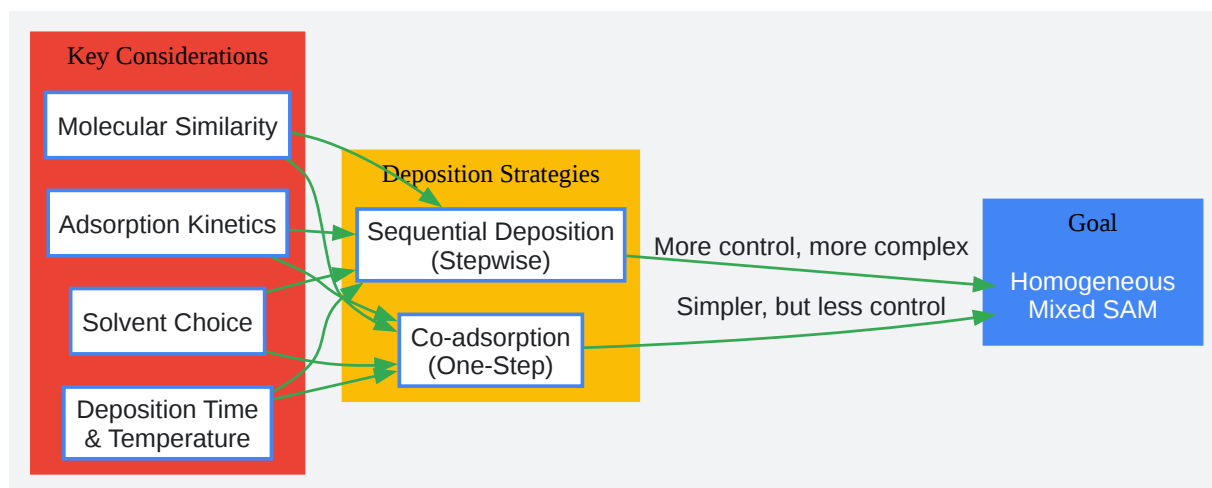 Key Considerations
Molecular Similarity
Adsorption Kinetics
Solvent Choice
Deposition Time
& Temperature
Deposition Strategies
Sequential Deposition
(Stepwise)
Co-adsorption
(One-Step)
More control, more complex
Simpler, but less control
Goal
Homogeneous
Mixed SAM